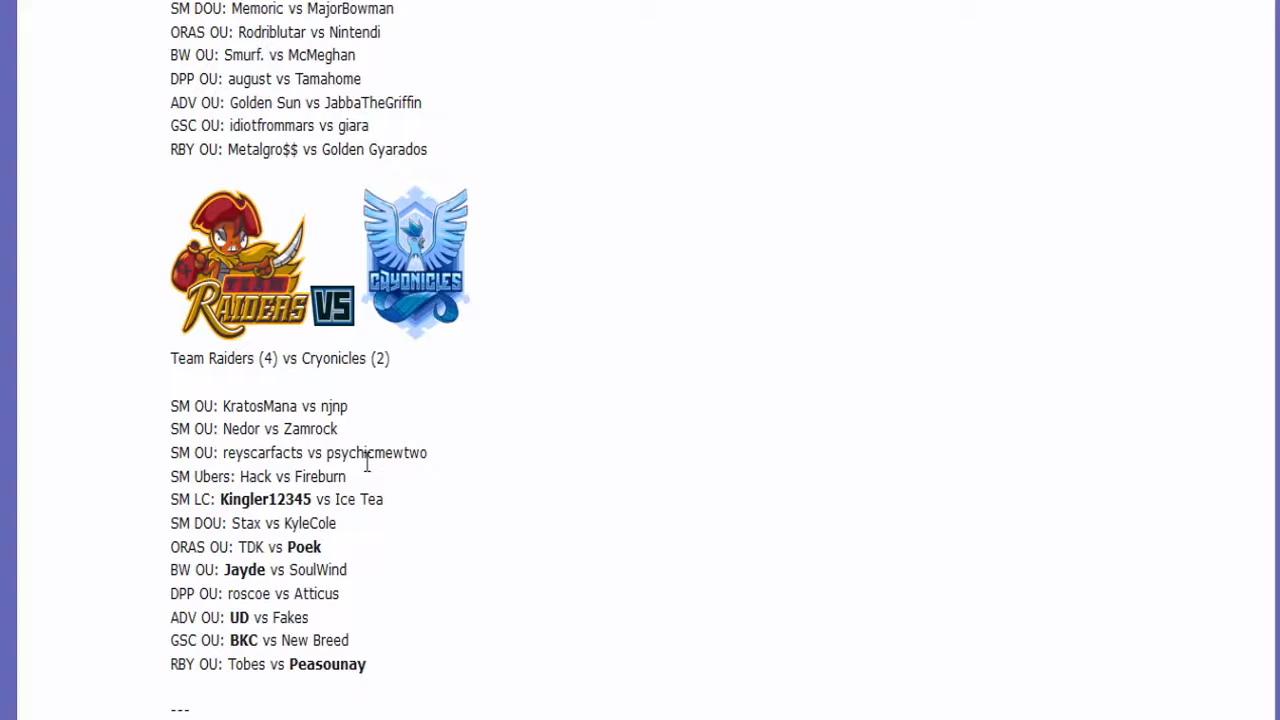 SM DOU: Memoric vs MajorBowman
ORAS OU: Rodriblutar vs Nintendi
BW OU: Smurf. vs McMeghan
DPP OU: august vs Tamahome
ADV OU: Golden Sun vs JabbaTheGriffin
GSC OU: idiotfrommars vs giara
RBY OU: Metalgro$$ vs Golden Gyarados
TEAM
RAIDERS
VS
CRYONICLES
Team Raiders (4) vs Cryonicles (2)
SM OU: KratosMana vs njnp
SM OU: Nedor vs Zamrock
SM OU: reyscarfacts vs psychicmewtwo
SM Ubers: Hack vs Fireburn
SM LC: Kingler12345 vs Ice Tea
SM DOU: Stax vs KyleCole
ORAS OU: TDK vs Poek
BW OU: Jayde vs SoulWind
DPP OU: roscoe vs Atticus
ADV OU: UD vs Fakes
GSC OU: BKC vs New Breed
RBY OU: Tobes vs Peasounay
---